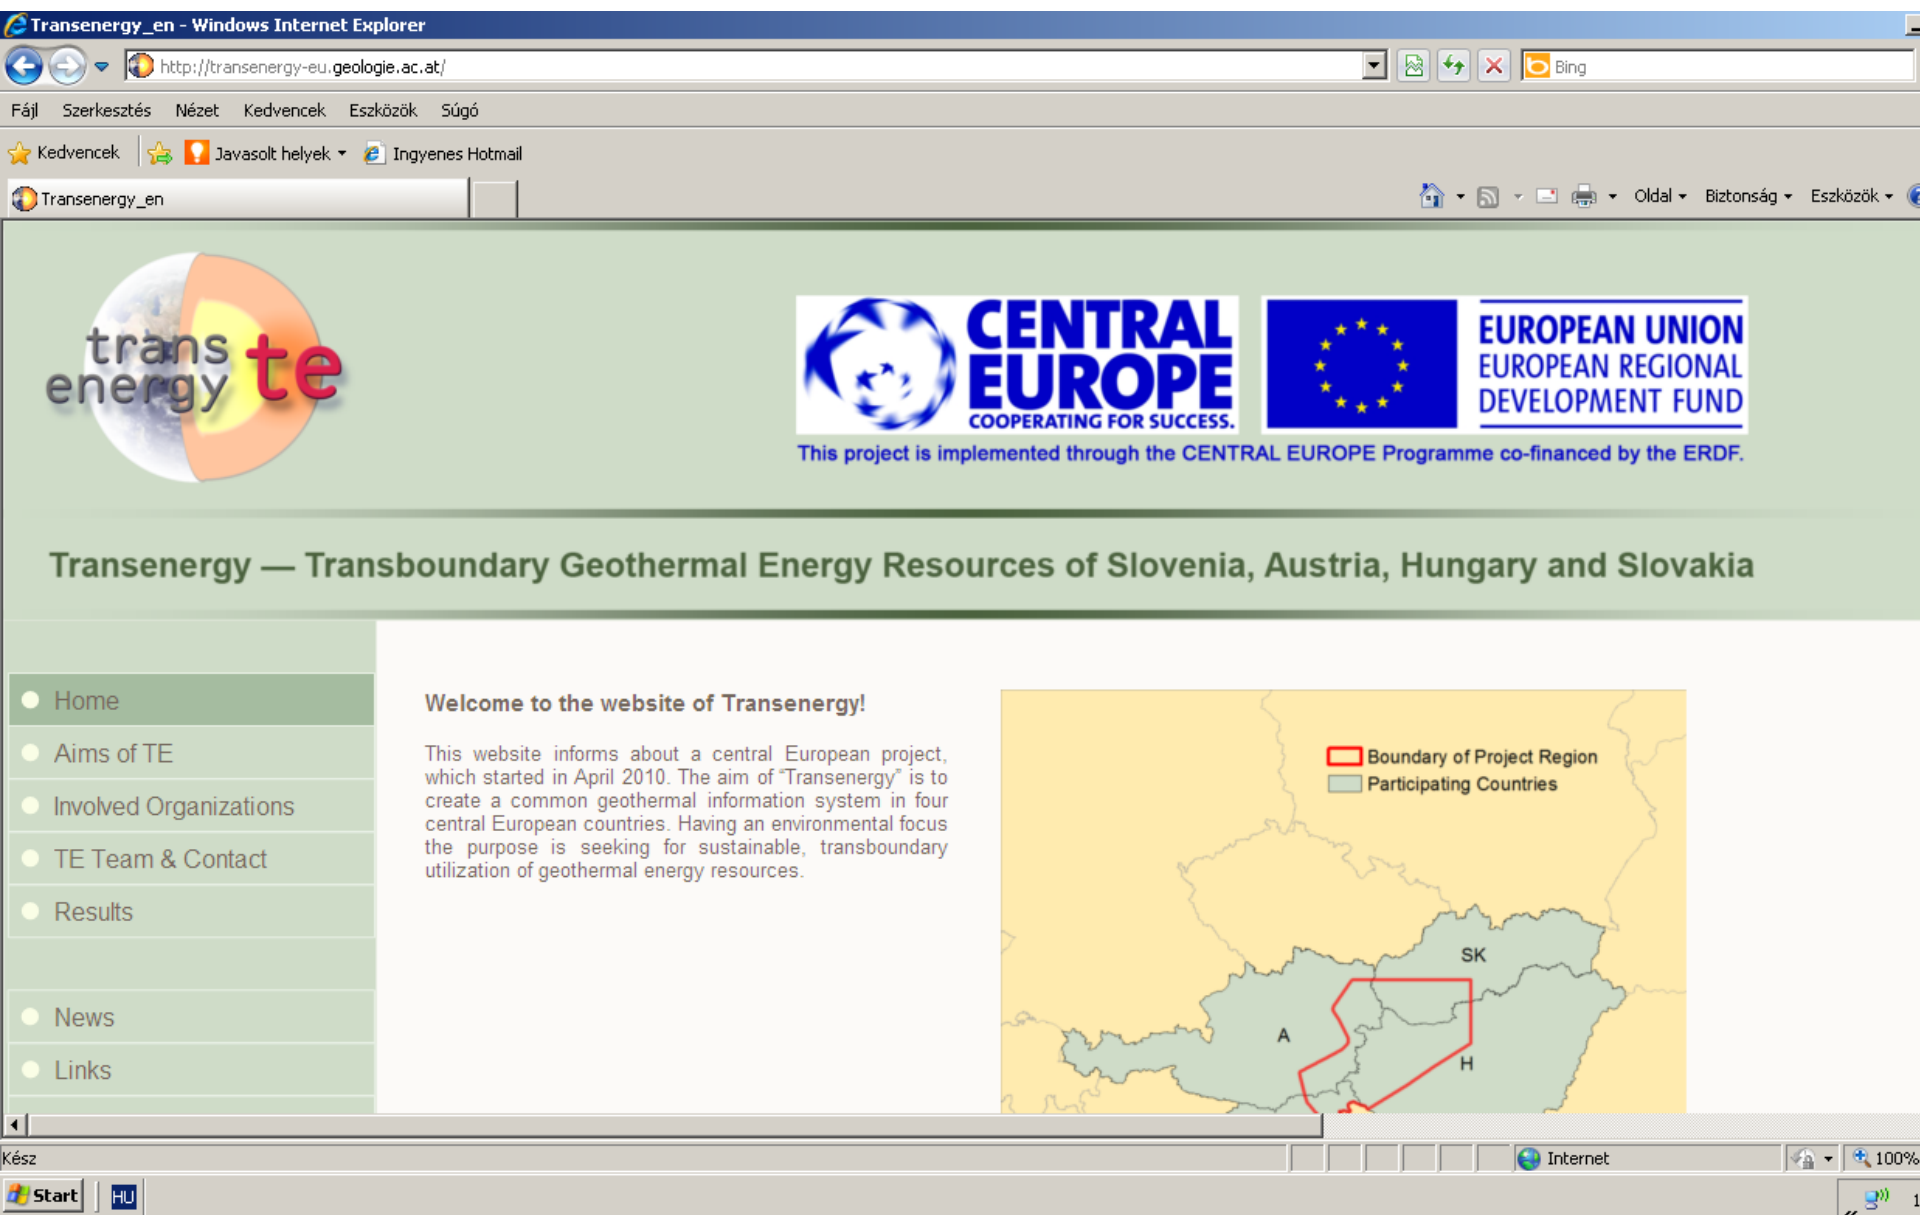 Transenergy_en - Windows Internet Explorer
http://transenergy-eu.geologie.ac.at/
Bing
Fájl Szerkesztés Nézet Kedvencek Eszközök Súgó
Kedvencek Javasolt helyek Ingyenes Hotmail
Transenergy_en
Oldal Biztonság Eszközök
trans
energy te
CENTRAL
EUROPE
COOPERATING FOR SUCCESS.
EUROPEAN UNION
EUROPEAN REGIONAL
DEVELOPMENT FUND
This project is implemented through the CENTRAL EUROPE Programme co-financed by the ERDF.
Transenergy — Transboundary Geothermal Energy Resources of Slovenia, Austria, Hungary and Slovakia
Home
Aims of TE
Involved Organizations
TE Team & Contact
Results
News
Links
Welcome to the website of Transenergy!
This website informs about a central European project,
which started in April 2010. The aim of “Transenergy” is to
create a common geothermal information system in four
central European countries. Having an environmental focus
the purpose is seeking for sustainable, transboundary
utilization of geothermal energy resources.
Boundary of Project Region
Participating Countries
SK
A
H
Kész
Internet
100%
Start HU
1